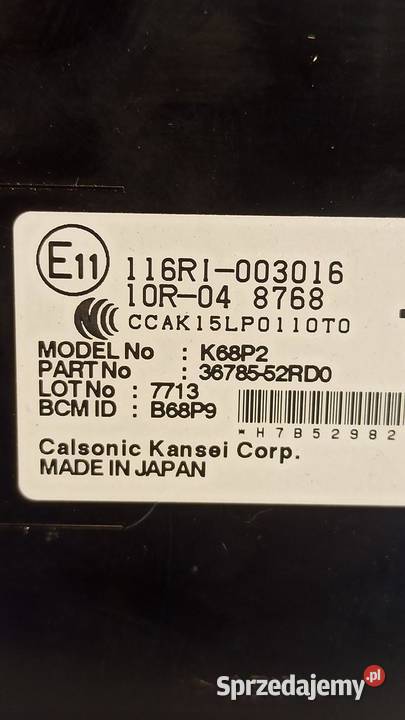 E11 116RI-003016
10R-04 8768
CCAK15LP0110T0
MODEL No : K68P2
PART No : 36785-52RD0
LOT No : 7713
BCM ID : B68P9
*H7B52982
Calsonic Kansei Corp.
MADE IN JAPAN
Sprzedajemy.pl